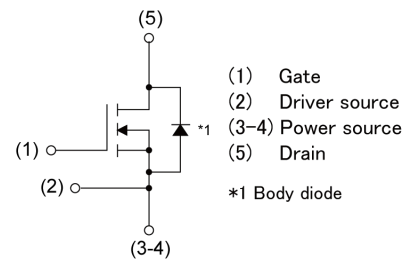 (5)
(1) Gate
(2) Driver source
(3-4) Power source
(5) Drain
*1
(1)
(2)
*1 Body diode
(3-4)